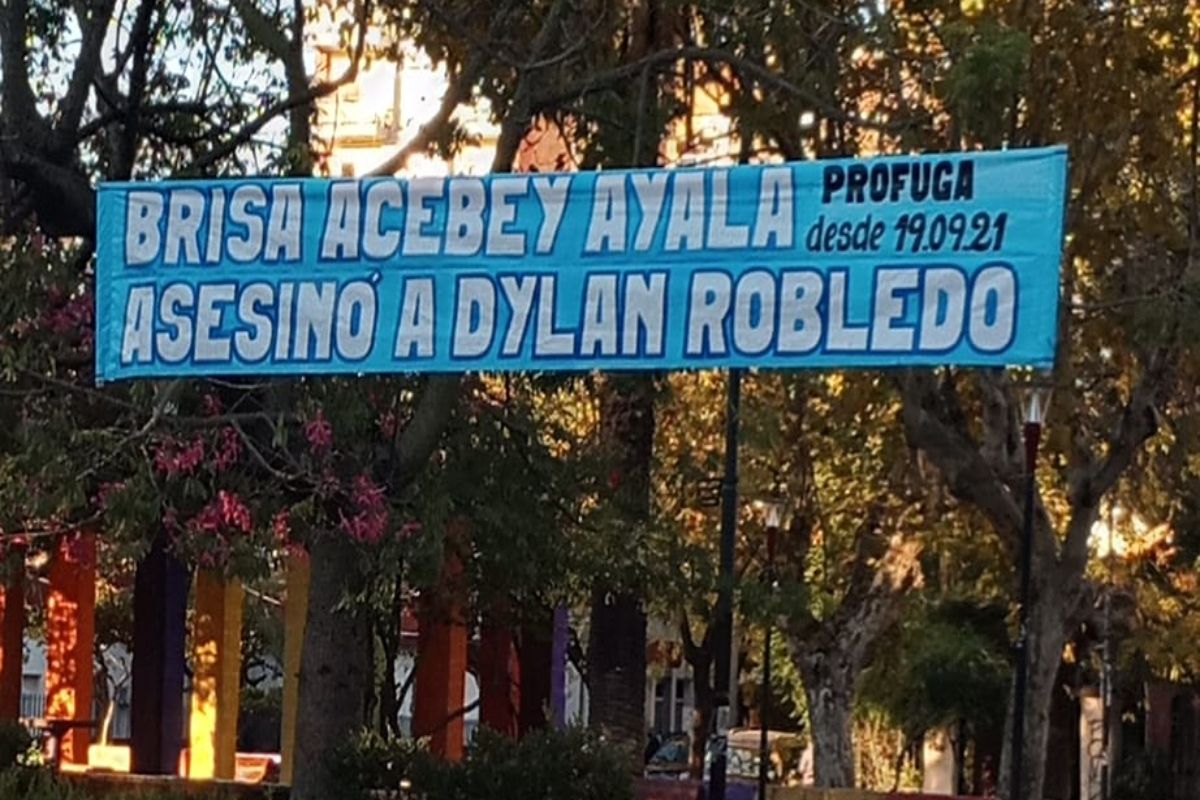 BRISA ACEBEY AYALA PROFUGA
desde 19.09.21
ASESINÓ A DYLAN ROBLEDO